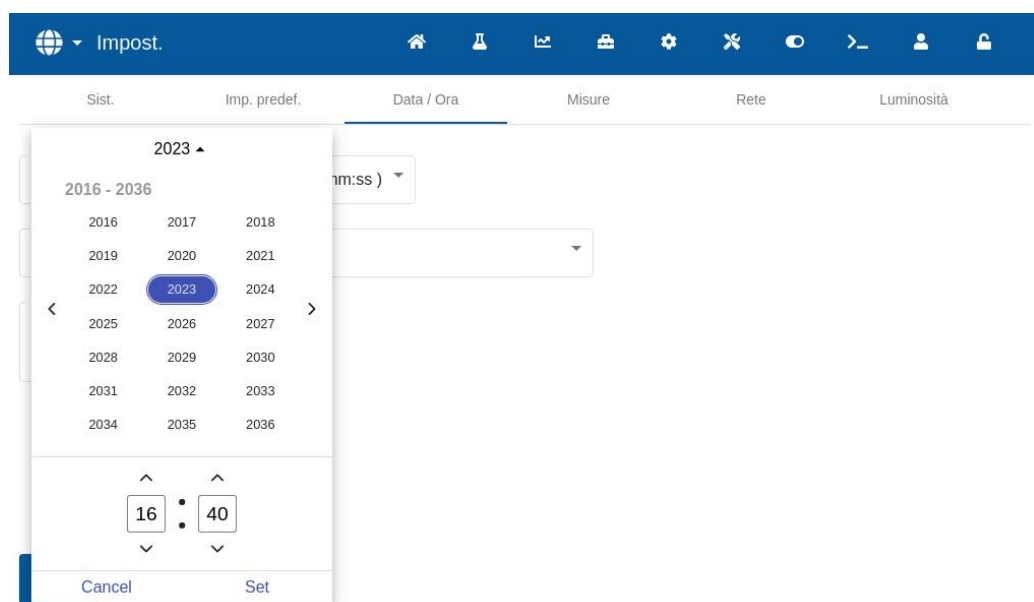 Impost.
Sist. Imp. predef. Data / Ora Misure Rete Luminosità
2023
2016 - 2036
2016 2017 2018
2019 2020 2021
2022 2023 2024
2025 2026 2027
2028 2029 2030
2031 2032 2033
2034 2035 2036
mm:ss )
16 : 40
Cancel Set